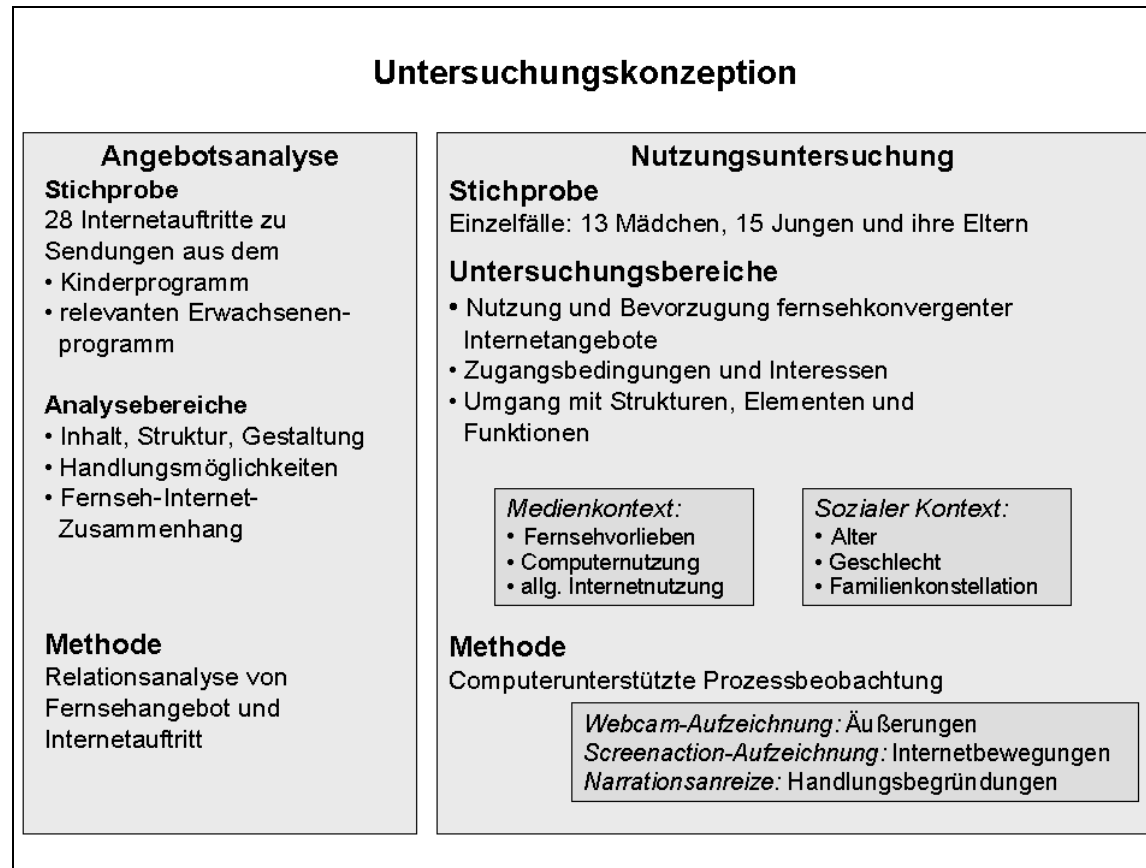 Untersuchungskonzeption
Angebotsanalyse
Stichprobe
28 Internetauftritte zu
Sendungen aus dem
• Kinderprogramm
• relevanten Erwachsenen-
programm
Analysebereiche
• Inhalt, Struktur, Gestaltung
• Handlungsmöglichkeiten
• Fernseh-Internet-
Zusammenhang
Methode
Relationsanalyse von
Fernsehangebot und
Internetauftritt
Nutzungsuntersuchung
Stichprobe
Einzelfälle: 13 Mädchen, 15 Jungen und ihre Eltern
Untersuchungsbereiche
• Nutzung und Bevorzugung fernsehkonvergenter
Internetangebote
• Zugangsbedingungen und Interessen
• Umgang mit Strukturen, Elementen und
Funktionen
Medienkontext:
• Fernsehvorlieben
• Computernutzung
• allg. Internetnutzung
Sozialer Kontext:
• Alter
• Geschlecht
• Familienkonstellation
Methode
Computerunterstützte Prozessbeobachtung
Webcam-Aufzeichnung: Äußerungen
Screenaction-Aufzeichnung: Internetbewegungen
Narrationsanreize: Handlungsbegründungen